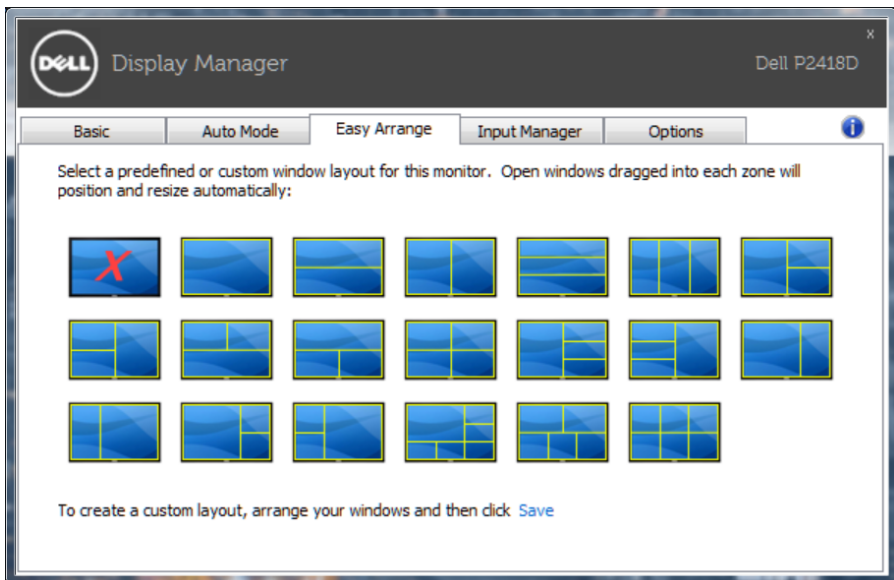 x
DELL Display Manager Dell P2418D
Basic Auto Mode Easy Arrange Input Manager Options i
Select a predefined or custom window layout for this monitor. Open windows dragged into each zone will
position and resize automatically:
X
To create a custom layout, arrange your windows and then click Save